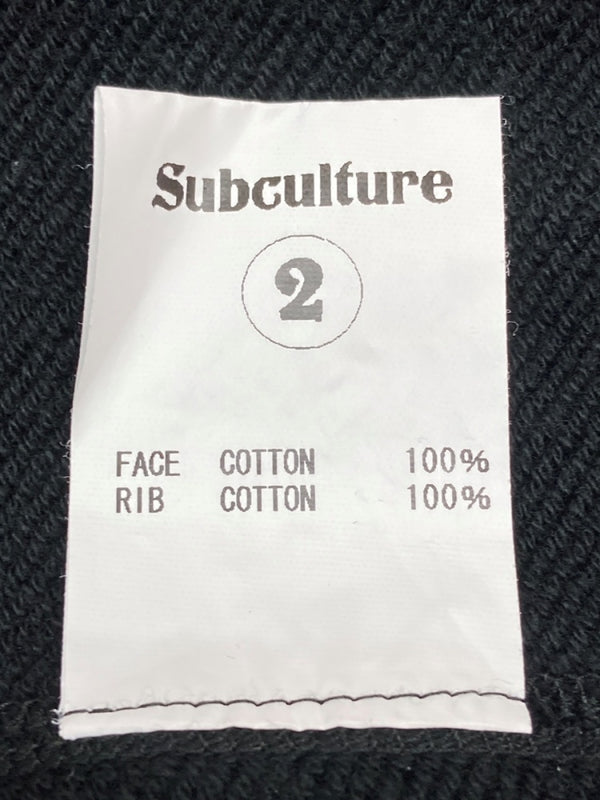 Subculture
2
FACE COTTON 100%
RIB COTTON 100%